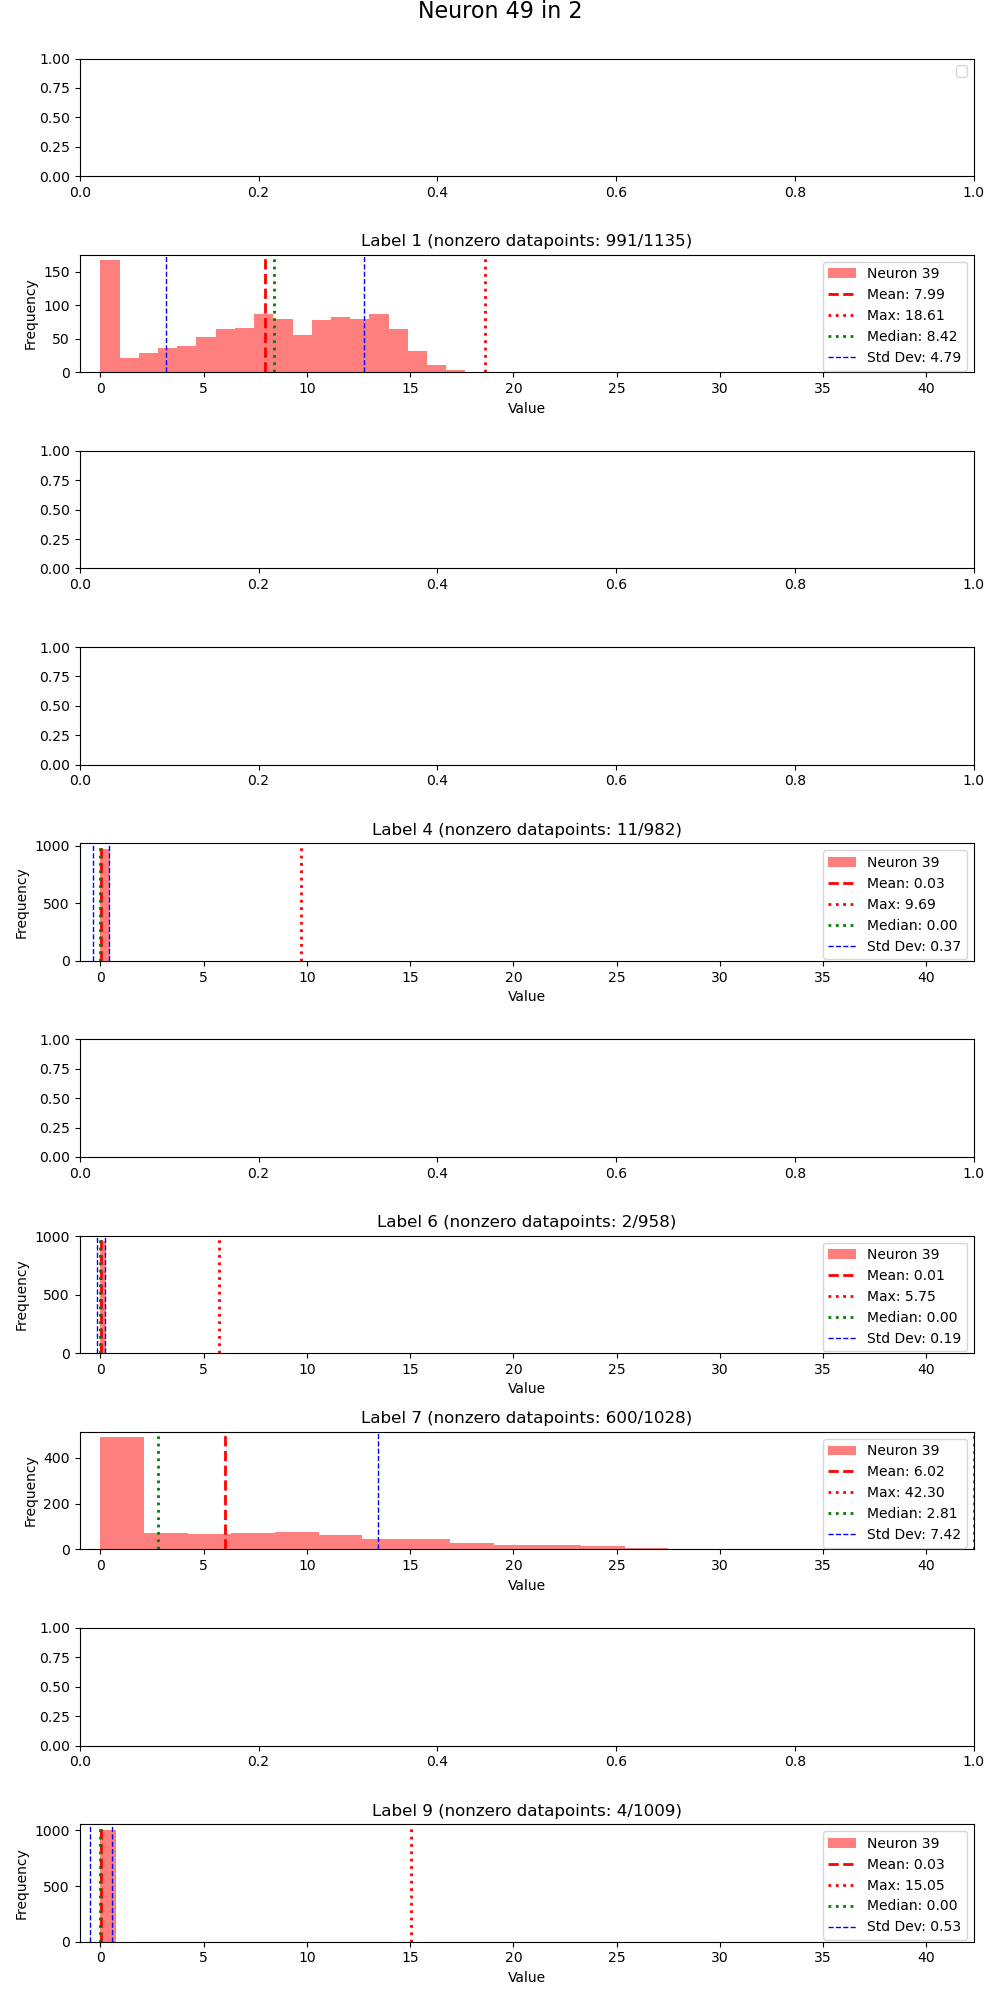 Neuron 49 in 2
1.00
0.75
0.50
0.25
0.00
0.0 0.2 0.4 0.6 0.8 1.0
Label 1 (nonzero datapoints: 991/1135)
Frequency
150
100
50
0
Neuron 39
Mean: 7.99
Max: 18.61
Median: 8.42
Std Dev: 4.79
0 5 10 15 20 25 30 35 40
Value
1.00
0.75
0.50
0.25
0.00
0.0 0.2 0.4 0.6 0.8 1.0
1.00
0.75
0.50
0.25
0.00
0.0 0.2 0.4 0.6 0.8 1.0
Label 4 (nonzero datapoints: 11/982)
Frequency
1000
500
0
Neuron 39
Mean: 0.03
Max: 9.69
Median: 0.00
Std Dev: 0.37
0 5 10 15 20 25 30 35 40
Value
1.00
0.75
0.50
0.25
0.00
0.0 0.2 0.4 0.6 0.8 1.0
Label 6 (nonzero datapoints: 2/958)
Frequency
1000
500
0
Neuron 39
Mean: 0.01
Max: 5.75
Median: 0.00
Std Dev: 0.19
0 5 10 15 20 25 30 35 40
Value
Label 7 (nonzero datapoints: 600/1028)
Frequency
400
200
0
Neuron 39
Mean: 6.02
Max: 42.30
Median: 2.81
Std Dev: 7.42
0 5 10 15 20 25 30 35 40
Value
1.00
0.75
0.50
0.25
0.00
0.0 0.2 0.4 0.6 0.8 1.0
Label 9 (nonzero datapoints: 4/1009)
Frequency
1000
500
0
Neuron 39
Mean: 0.03
Max: 15.05
Median: 0.00
Std Dev: 0.53
0 5 10 15 20 25 30 35 40
Value